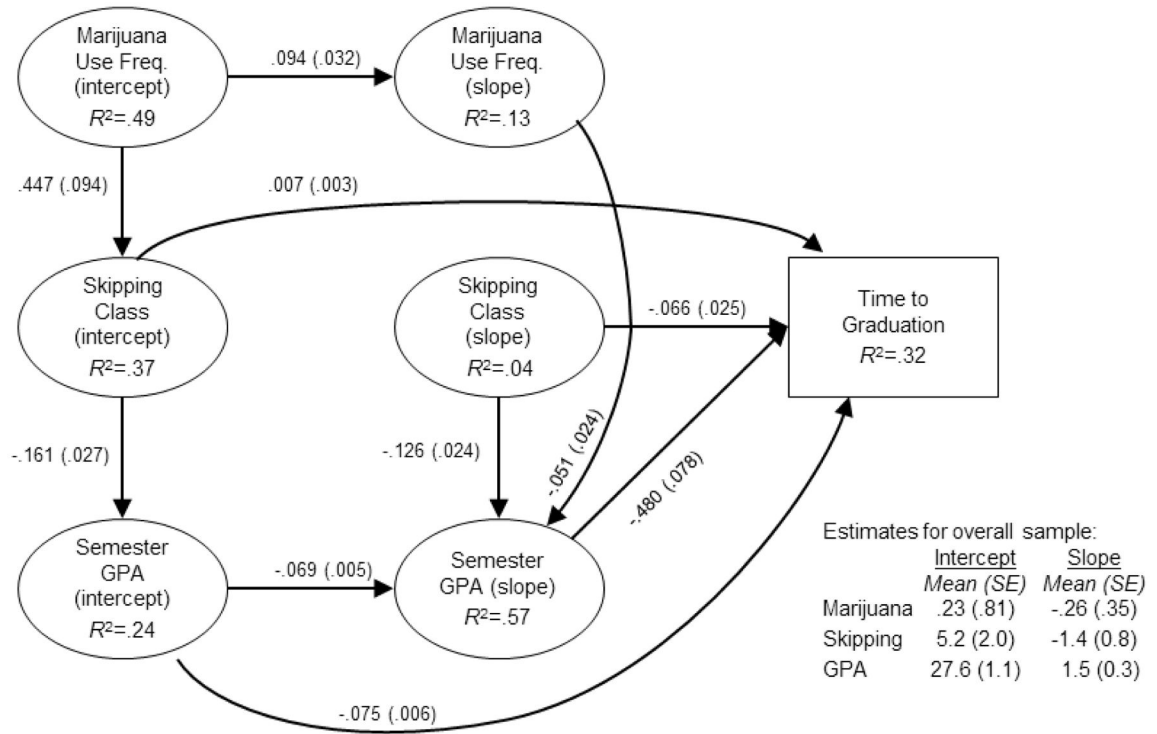 Marijuana
Use Freq.
(intercept)
R²=.49
.094 (.032)
Marijuana
Use Freq.
(slope)
R²=.13
.447 (.094)
.007 (.003)
Skipping
Class
(intercept)
R²=.37
Skipping
Class
(slope)
R²=.04
-.066 (.025)
Time to
Graduation
R²=.32
-.161 (.027)
-.126 (.024)
-.051 (.024)
-.480 (.078)
Semester
GPA
(intercept)
R²=.24
-.069 (.005)
Semester
GPA (slope)
R²=.57
-.075 (.006)
Estimates for overall sample:
Intercept Slope
Mean (SE) Mean (SE)
Marijuana .23 (.81) -.26 (.35)
Skipping 5.2 (2.0) -1.4 (0.8)
GPA 27.6 (1.1) 1.5 (0.3)